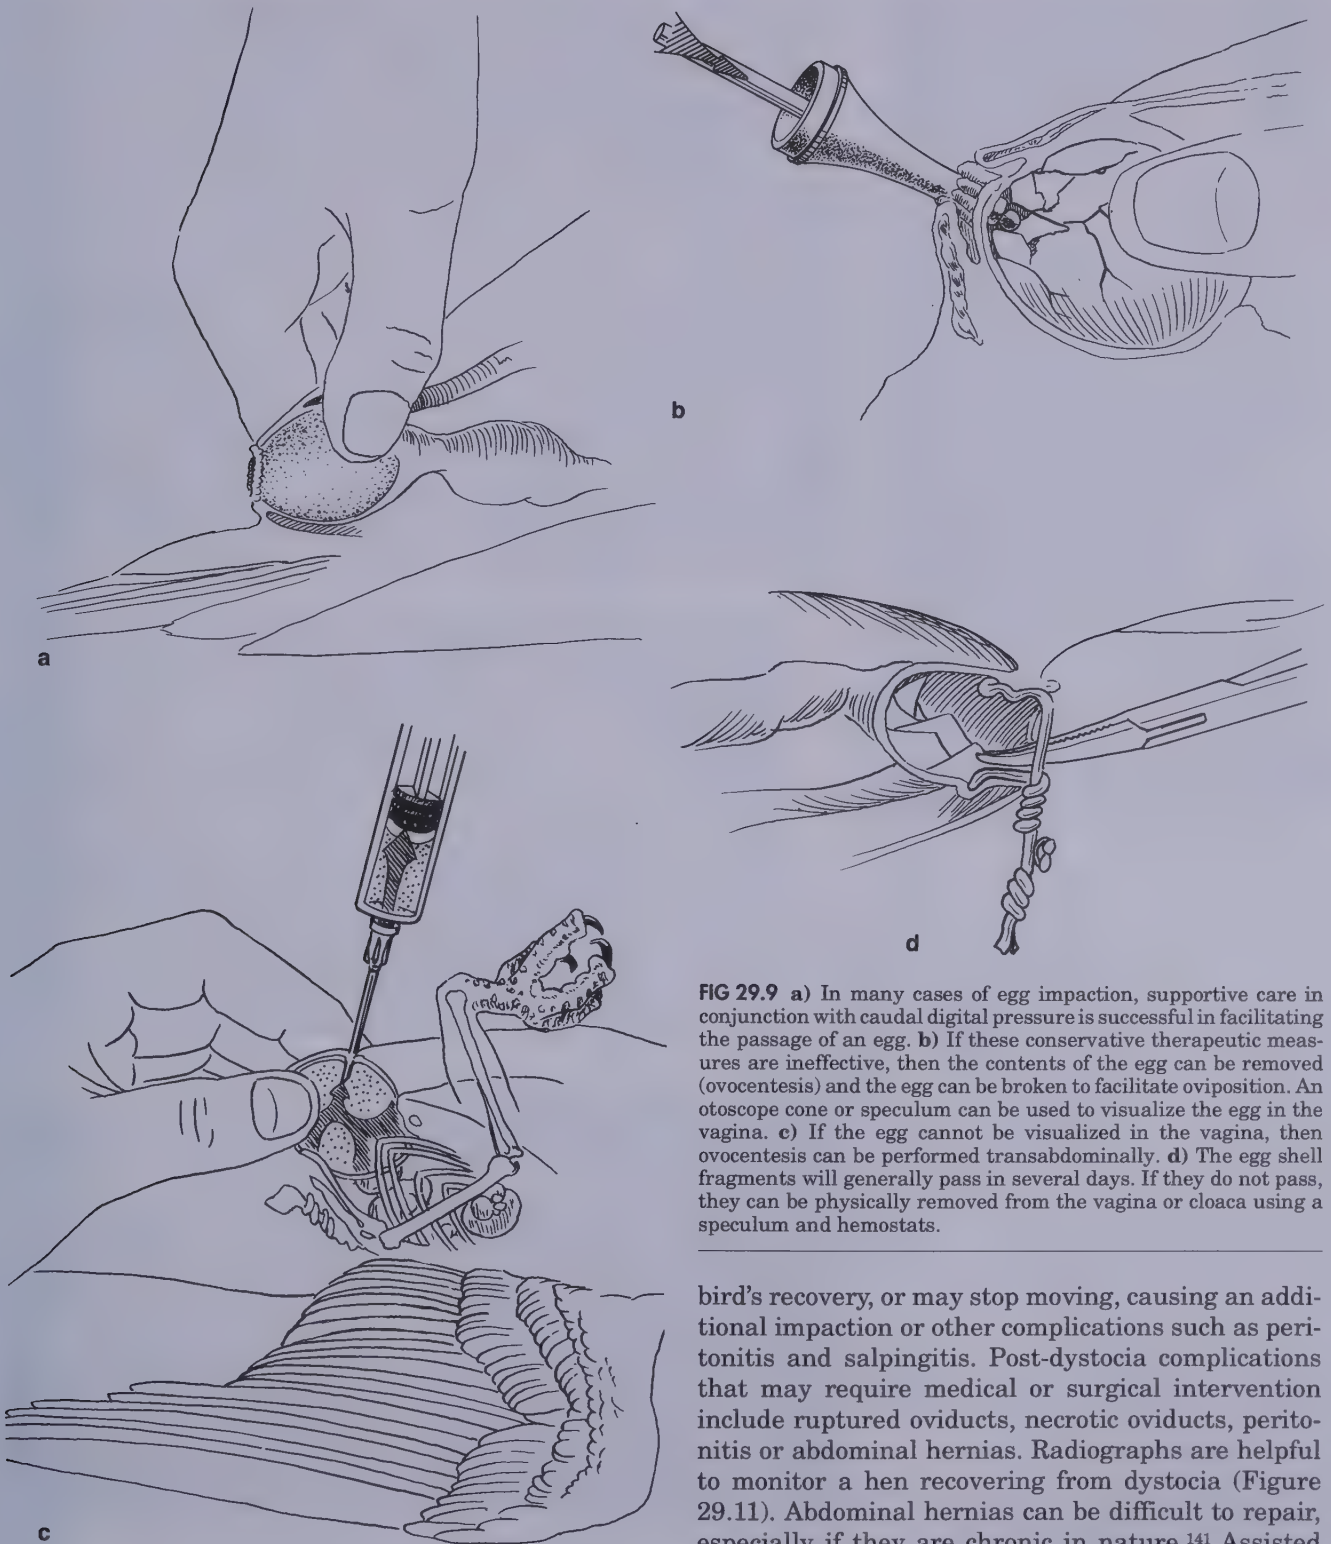 a
b
c
d
FIG 29.9 a) In many cases of egg impaction, supportive care in
conjunction with caudal digital pressure is successful in facilitating
the passage of an egg. b) If these conservative therapeutic meas-
ures are ineffective, then the contents of the egg can be removed
(ovocentesis) and the egg can be broken to facilitate oviposition. An
otoscope cone or speculum can be used to visualize the egg in the
vagina. c) If the egg cannot be visualized in the vagina, then
ovocentesis can be performed transabdominally. d) The egg shell
fragments will generally pass in several days. If they do not pass,
they can be physically removed from the vagina or cloaca using a
speculum and hemostats.
bird's recovery, or may stop moving, causing an addi-
tional impaction or other complications such as peri-
tonitis and salpingitis. Post-dystocia complications
that may require medical or surgical intervention
include ruptured oviducts, necrotic oviducts, perito-
nitis or abdominal hernias. Radiographs are helpful
to monitor a hen recovering from dystocia (Figure
29.11). Abdominal hernias can be difficult to repair,
especially if they are chronic in nature.141 Assisted